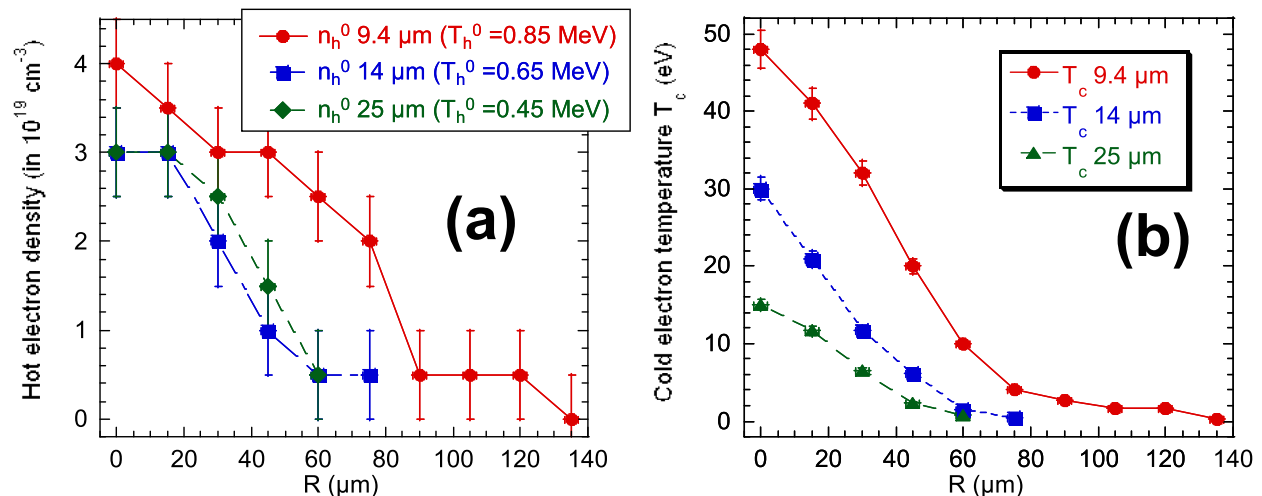 Hot electron density (in 10^19 cm^-3)
4
3
2
1
0
n_h^0 9.4 µm (T_h^0 =0.85 MeV)
n_h^0 14 µm (T_h^0 =0.65 MeV)
n_h^0 25 µm (T_h^0 =0.45 MeV)
(a)
0 20 40 60 80 100 120 140
R (µm)
Cold electron temperature T_c (eV)
50
40
30
20
10
0
T_c 9.4 µm
T_c 14 µm
T_c 25 µm
(b)
0 20 40 60 80 100 120 140
R (µm)